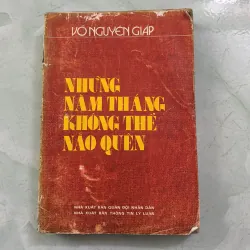 VÕ NGUYÊN GIÁP
NHỮNG
NĂM THÁNG
KHÔNG THỂ
NÀO QUÊN
NHÀ XUẤT BẢN QUÂN ĐỘI NHÂN DÂN
NHÀ XUẤT BẢN THÔNG TIN LÝ LUẬN